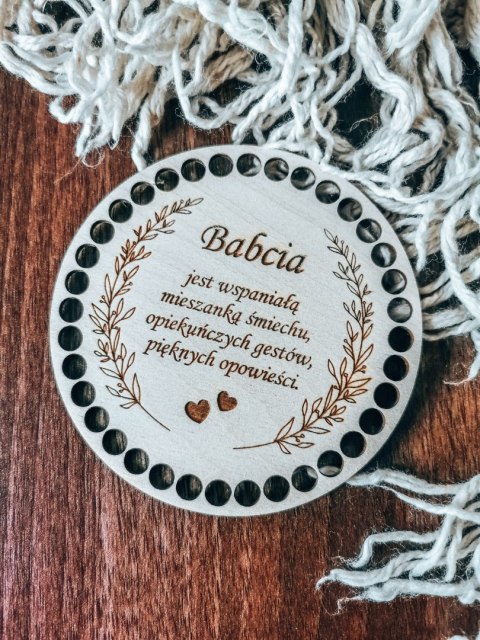 Babcia
jest wspaniałą
mieszanką śmiechu,
opiekuńczych gestów,
pięknych opowieści.